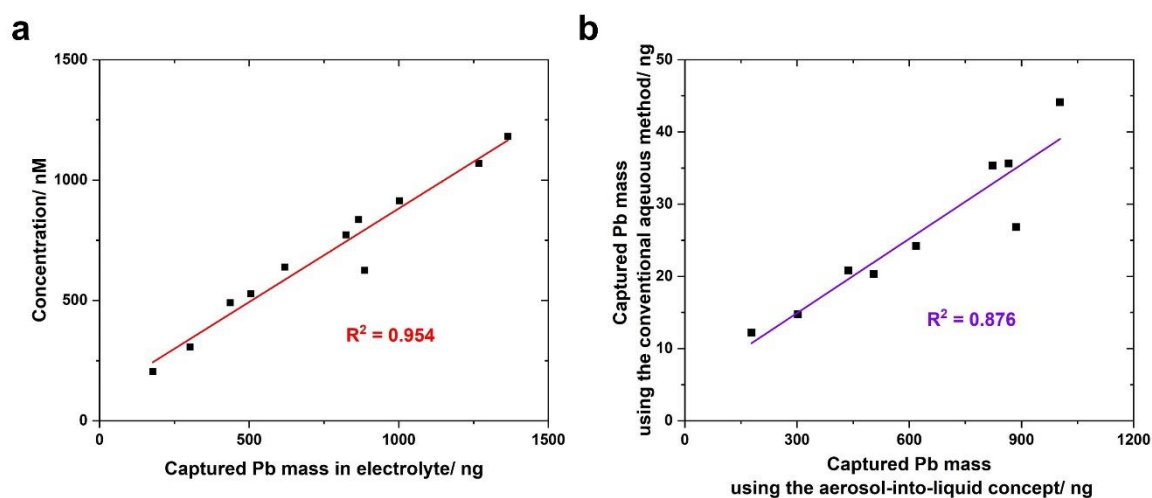 a
1500
1000
500
0
0
500
1000
1500
Concentration/ nM
Captured Pb mass in electrolyte/ ng
R² = 0.954
b
50
40
30
20
10
0
0
300
600
900
1200
Captured Pb mass
using the conventional aqeuous method/ ng
Captured Pb mass
using the aerosol-into-liquid concept/ ng
R² = 0.876